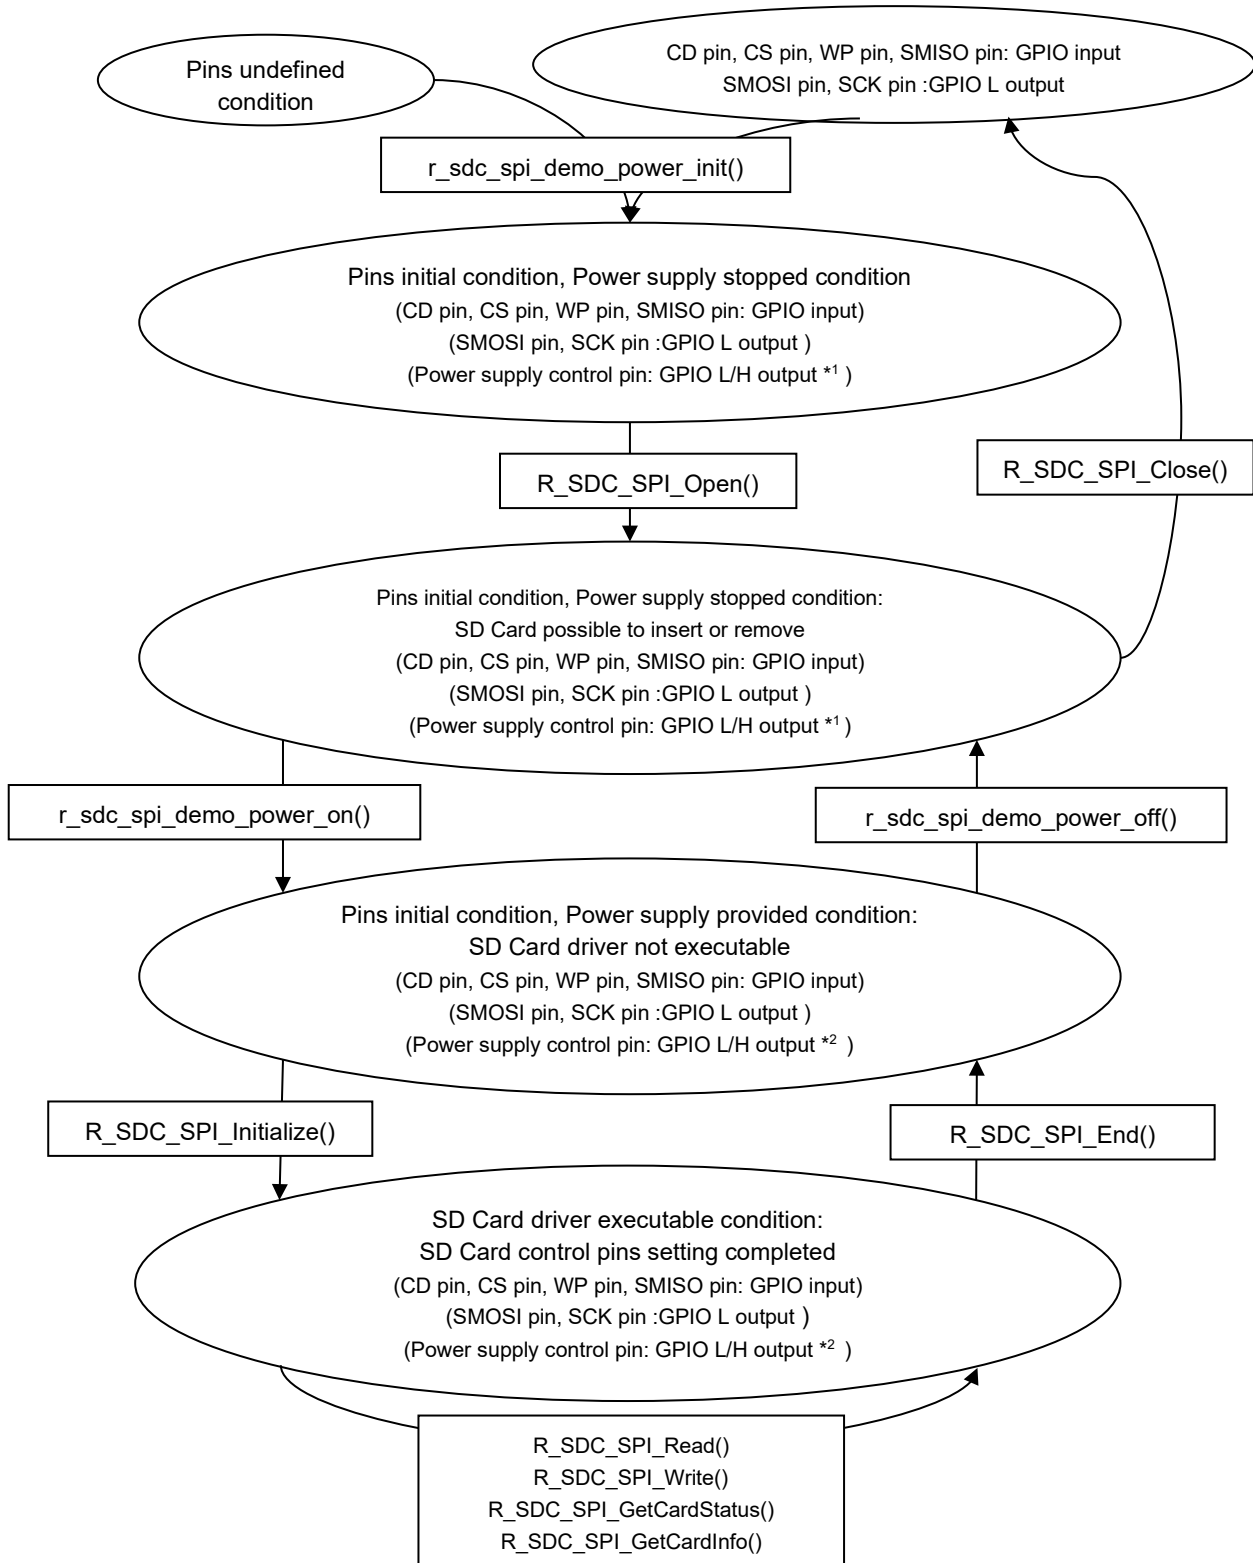 Pins undefined
condition
CD pin, CS pin, WP pin, SMISO pin: GPIO input
SMOSI pin, SCK pin :GPIO L output
r_sdc_spi_demo_power_init()
Pins initial condition, Power supply stopped condition
(CD pin, CS pin, WP pin, SMISO pin: GPIO input)
(SMOSI pin, SCK pin :GPIO L output )
(Power supply control pin: GPIO L/H output *1 )
R_SDC_SPI_Open()
R_SDC_SPI_Close()
Pins initial condition, Power supply stopped condition:
SD Card possible to insert or remove
(CD pin, CS pin, WP pin, SMISO pin: GPIO input)
(SMOSI pin, SCK pin :GPIO L output )
(Power supply control pin: GPIO L/H output *1 )
r_sdc_spi_demo_power_on()
r_sdc_spi_demo_power_off()
Pins initial condition, Power supply provided condition:
SD Card driver not executable
(CD pin, CS pin, WP pin, SMISO pin: GPIO input)
(SMOSI pin, SCK pin :GPIO L output )
(Power supply control pin: GPIO L/H output *2 )
R_SDC_SPI_Initialize()
R_SDC_SPI_End()
SD Card driver executable condition:
SD Card control pins setting completed
(CD pin, CS pin, WP pin, SMISO pin: GPIO input)
(SMOSI pin, SCK pin :GPIO L output )
(Power supply control pin: GPIO L/H output *2 )
R_SDC_SPI_Read()
R_SDC_SPI_Write()
R_SDC_SPI_GetCardStatus()
R_SDC_SPI_GetCardInfo()